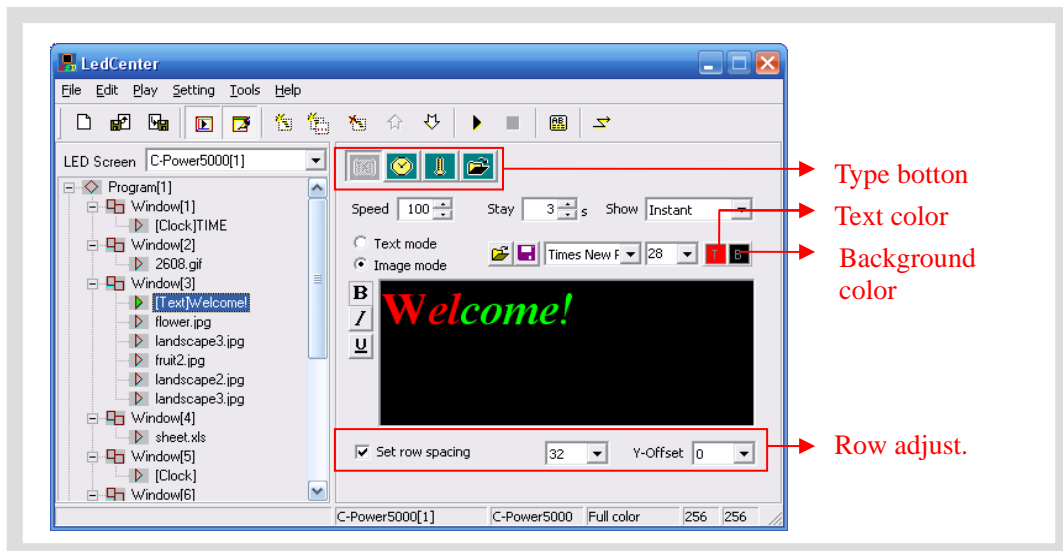 LedCenter
File Edit Play Setting Tools Help
LED Screen C-Power5000[1]
Program[1]
Window[1]
[Clock]TIME
Window[2]
2608.gif
Window[3]
[Text]Welcome!
flower.jpg
landscape3.jpg
fruit2.jpg
landscape2.jpg
landscape3.jpg
Window[4]
sheet.xls
Window[5]
[Clock]
Window[6]
Speed 100 Stay 3 s Show Instant
Text mode
Image mode
Times New F 28 T B
B
I
U
Welcome!
Set row spacing 32 Y-Offset 0
C-Power5000[1] C-Power5000 Full color 256 256
Type botton
Text color
Background
color
Row adjust.